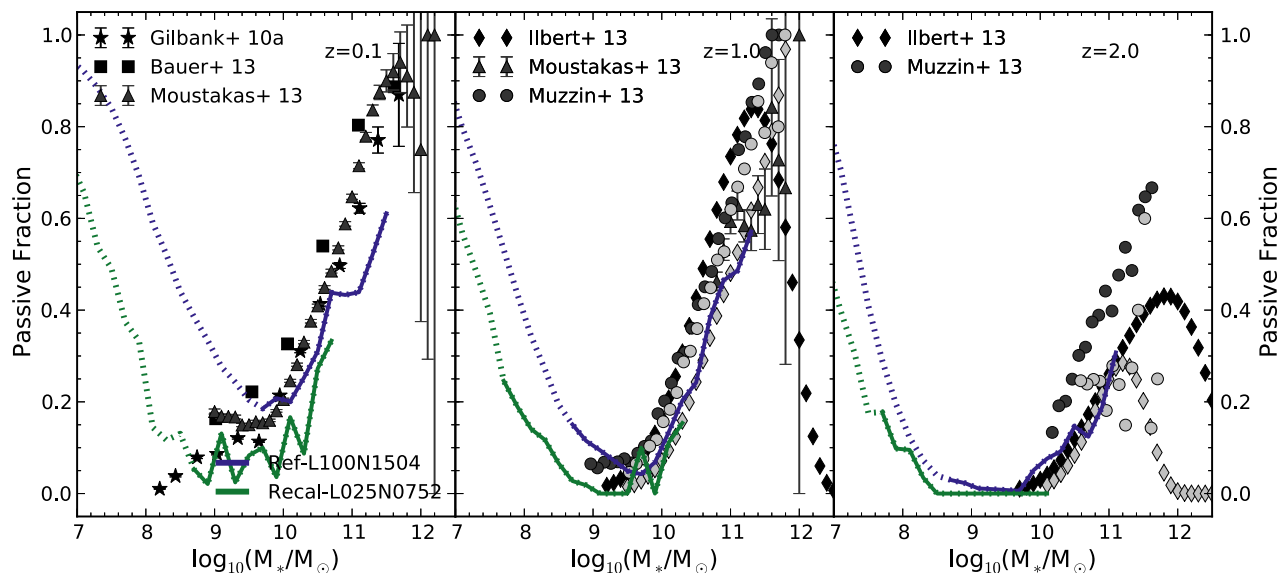 Passive Fraction
1.0
0.8
0.6
0.4
0.2
0.0
Gilbank+ 10a
Bauer+ 13
Moustakas+ 13
z=0.1
Ref-L100N1504
Recal-L025N0752
7 8 9 10 11 12
log₁₀(M*/M☉)
Ilbert+ 13
Moustakas+ 13
Muzzin+ 13
z=1.0
7 8 9 10 11 12
log₁₀(M*/M☉)
Ilbert+ 13
Muzzin+ 13
z=2.0
7 8 9 10 11 12
log₁₀(M*/M☉)
1.0
0.8
0.6
0.4
0.2
0.0
Passive Fraction